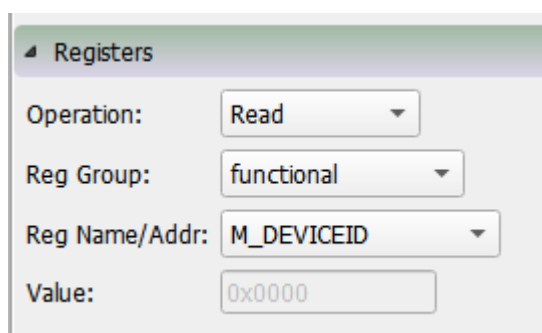 Registers
Operation: Read
Reg Group: functional
Reg Name/Addr: M_DEVICEID
Value: 0x0000